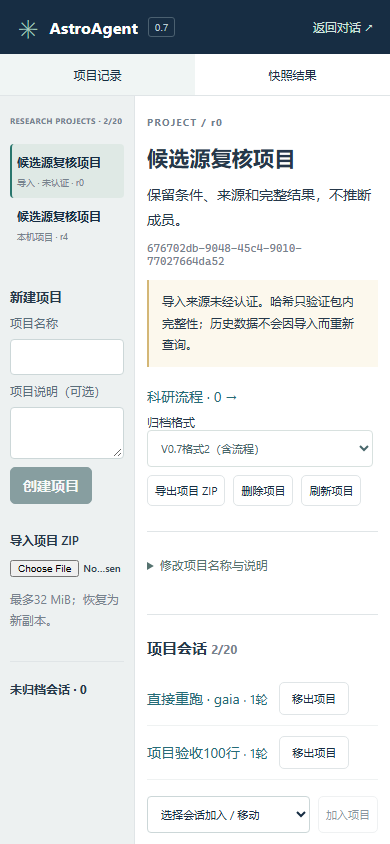 AstroAgent 0.7 返回对话 ↗
项目记录 快照结果
RESEARCH PROJECTS · 2/20
候选源复核项目
导入 · 未认证 · r0
候选源复核项目
本机项目 · r4
新建项目
项目名称
项目说明（可选）
创建项目
导入项目 ZIP
Choose File No...sen
最多32 MiB；恢复为
新副本。
未归档会话 · 0
PROJECT / r0
候选源复核项目
保留条件、来源和完整结果，不推断
成员。
676702db-9048-45c4-9010-
77027664da52
导入来源未经认证。哈希只验证包内
完整性；历史数据不会因导入而重新
查询。
科研流程 · 0 →
归档格式
V0.7格式2（含流程）
导出项目 ZIP 删除项目 刷新项目
▶ 修改项目名称与说明
项目会话 2/20
直接重跑 · gaia · 1轮 移出项目
项目验收100行 · 1轮 移出项目
选择会话加入 / 移动 加入项目